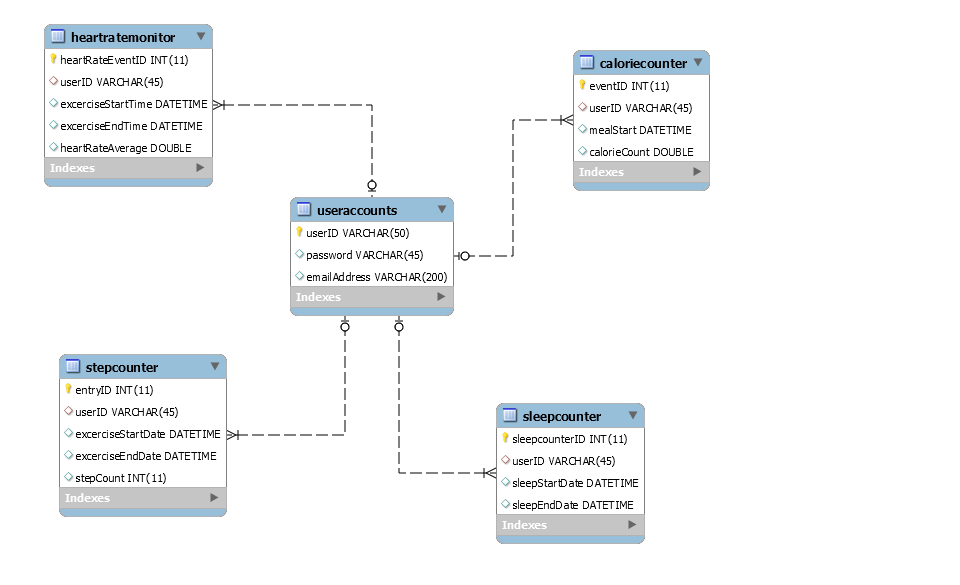 heartratemonitor
heartRateEventID INT(11)
userID VARCHAR(45)
excerciseStartTime DATETIME
excerciseEndTime DATETIME
heartRateAverage DOUBLE
Indexes
caloriecounter
eventID INT(11)
userID VARCHAR(45)
mealStart DATETIME
calorieCount DOUBLE
Indexes
useraccounts
userID VARCHAR(50)
password VARCHAR(45)
emailAddress VARCHAR(200)
Indexes
stepcounter
entryID INT(11)
userID VARCHAR(45)
excerciseStartDate DATETIME
excerciseEndDate DATETIME
stepCount INT(11)
Indexes
sleepcounter
sleepcounterID INT(11)
userID VARCHAR(45)
sleepStartDate DATETIME
sleepEndDate DATETIME
Indexes